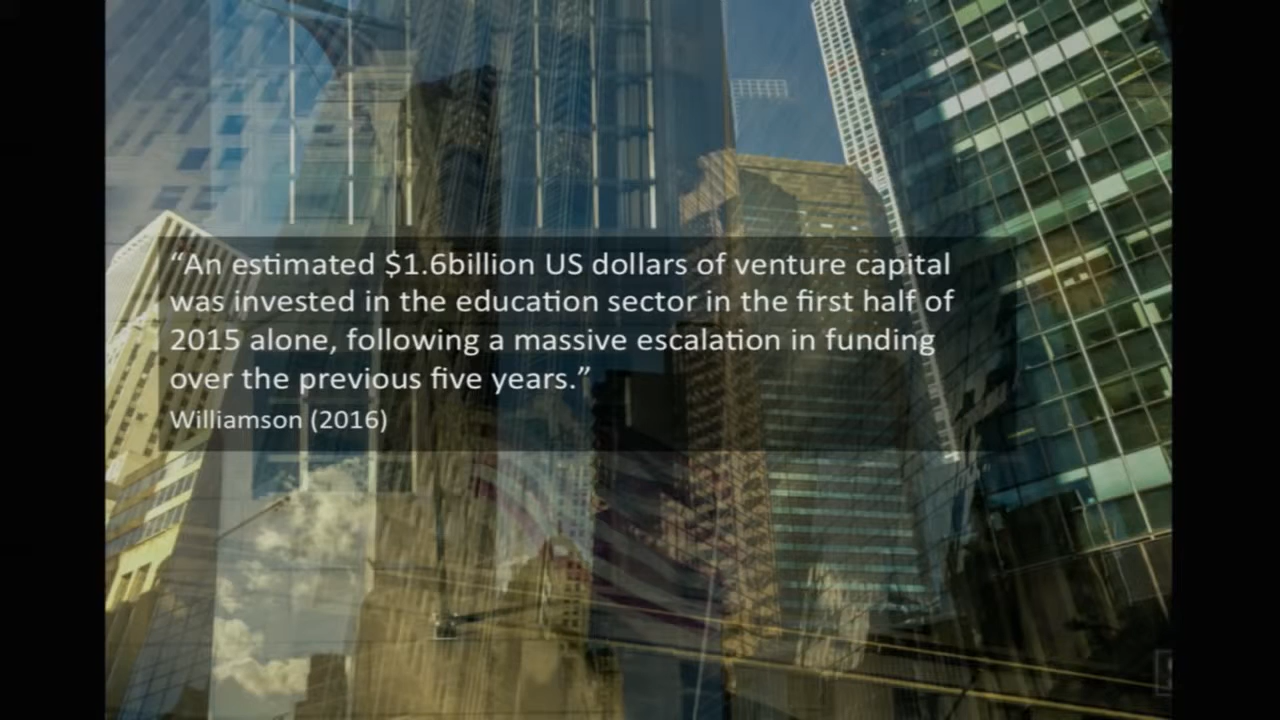 “An estimated $1.6billion US dollars of venture capital
was invested in the education sector in the first half of
2015 alone, following a massive escalation in funding
over the previous five years.”
Williamson (2016)